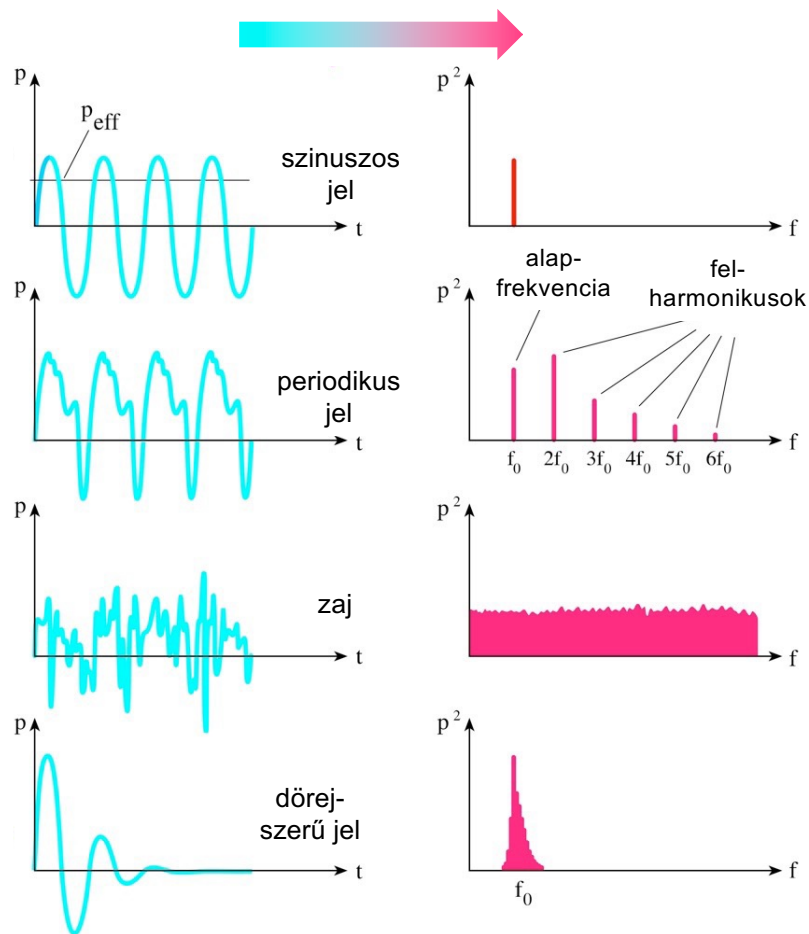 p
p_eff
szinuszos
jel
t
p²
f
p
periodikus
jel
t
p²
alap-
frekvencia
fel-
harmonikusok
f₀ 2f₀ 3f₀ 4f₀ 5f₀ 6f₀
f
p
zaj
t
p²
f
p
dörej-
szerű jel
t
p²
f₀
f